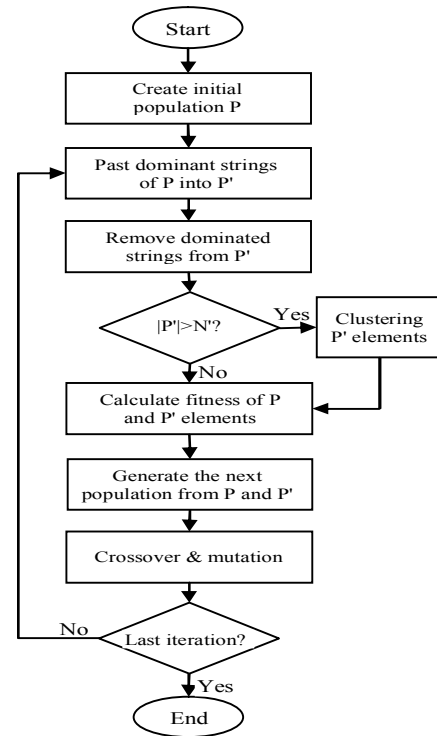 Start
Create initial
population P
Past dominant strings
of P into P'
Remove dominated
strings from P'
|P'|>N'?
Yes
Clustering
P' elements
No
Calculate fitness of P
and P' elements
Generate the next
population from P and P'
Crossover & mutation
Last iteration?
No
Yes
End